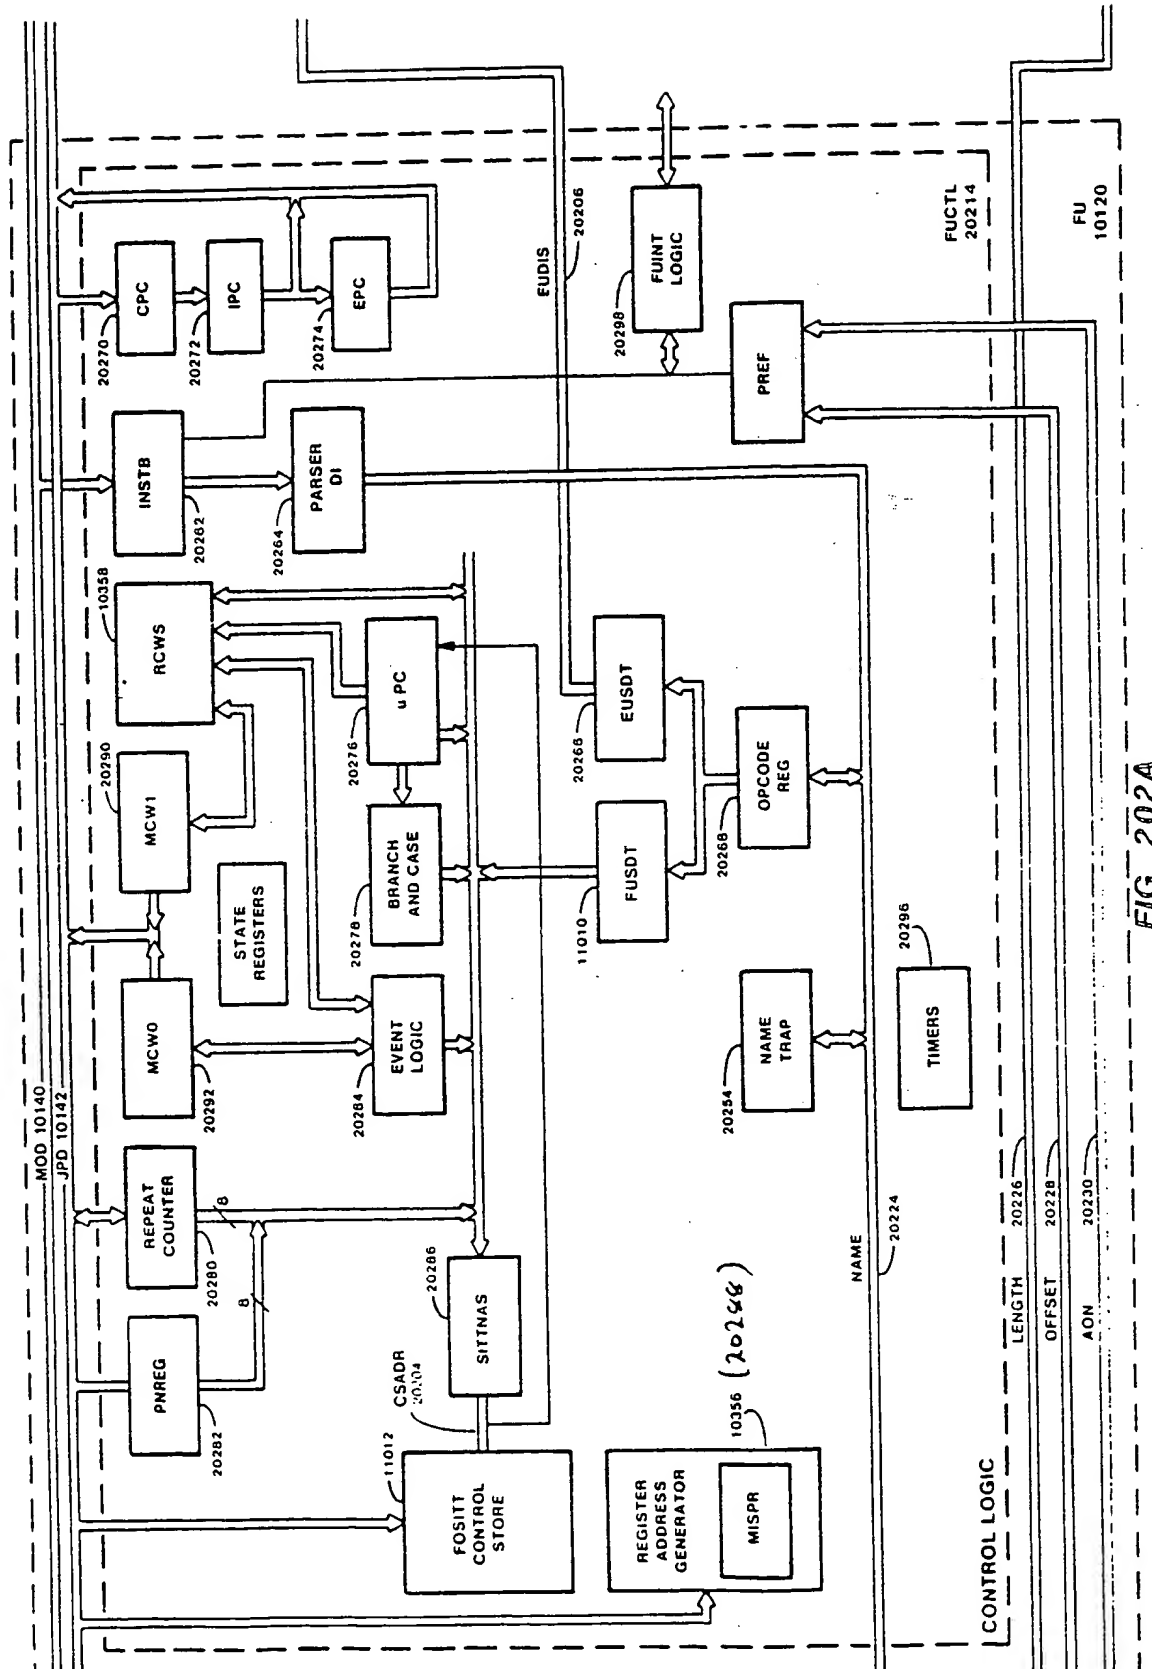 MOD 10140
JPD 10142
PNREG
20282
REPEAT
COUNTER
20280
8
8
MCW0
20292
MCW1
20290
STATE
REGISTERS
RCWS
10358
INSTB
20262
CPC
20270
IPC
20272
EPC
20274
PARSER
DI
20264
FOSITT
CONTROL
STORE
11012
CSADR
20204
SITTNAS
20286
EVENT
LOGIC
20284
BRANCH
AND CASE
20278
uPC
20276
EUDIS
20206
FUSDT
11010
EUSDT
20266
FUINT
LOGIC
20298
REGISTER
ADDRESS
GENERATOR
MISPR
10356 (20288)
NAME
TRAP
20254
OPCODE
REG
20268
PREF
NAME
20224
TIMERS
20296
FUCTL
20214
CONTROL LOGIC
LENGTH
20226
OFFSET
20228
AON
20230
FU
10120
FIG 202A